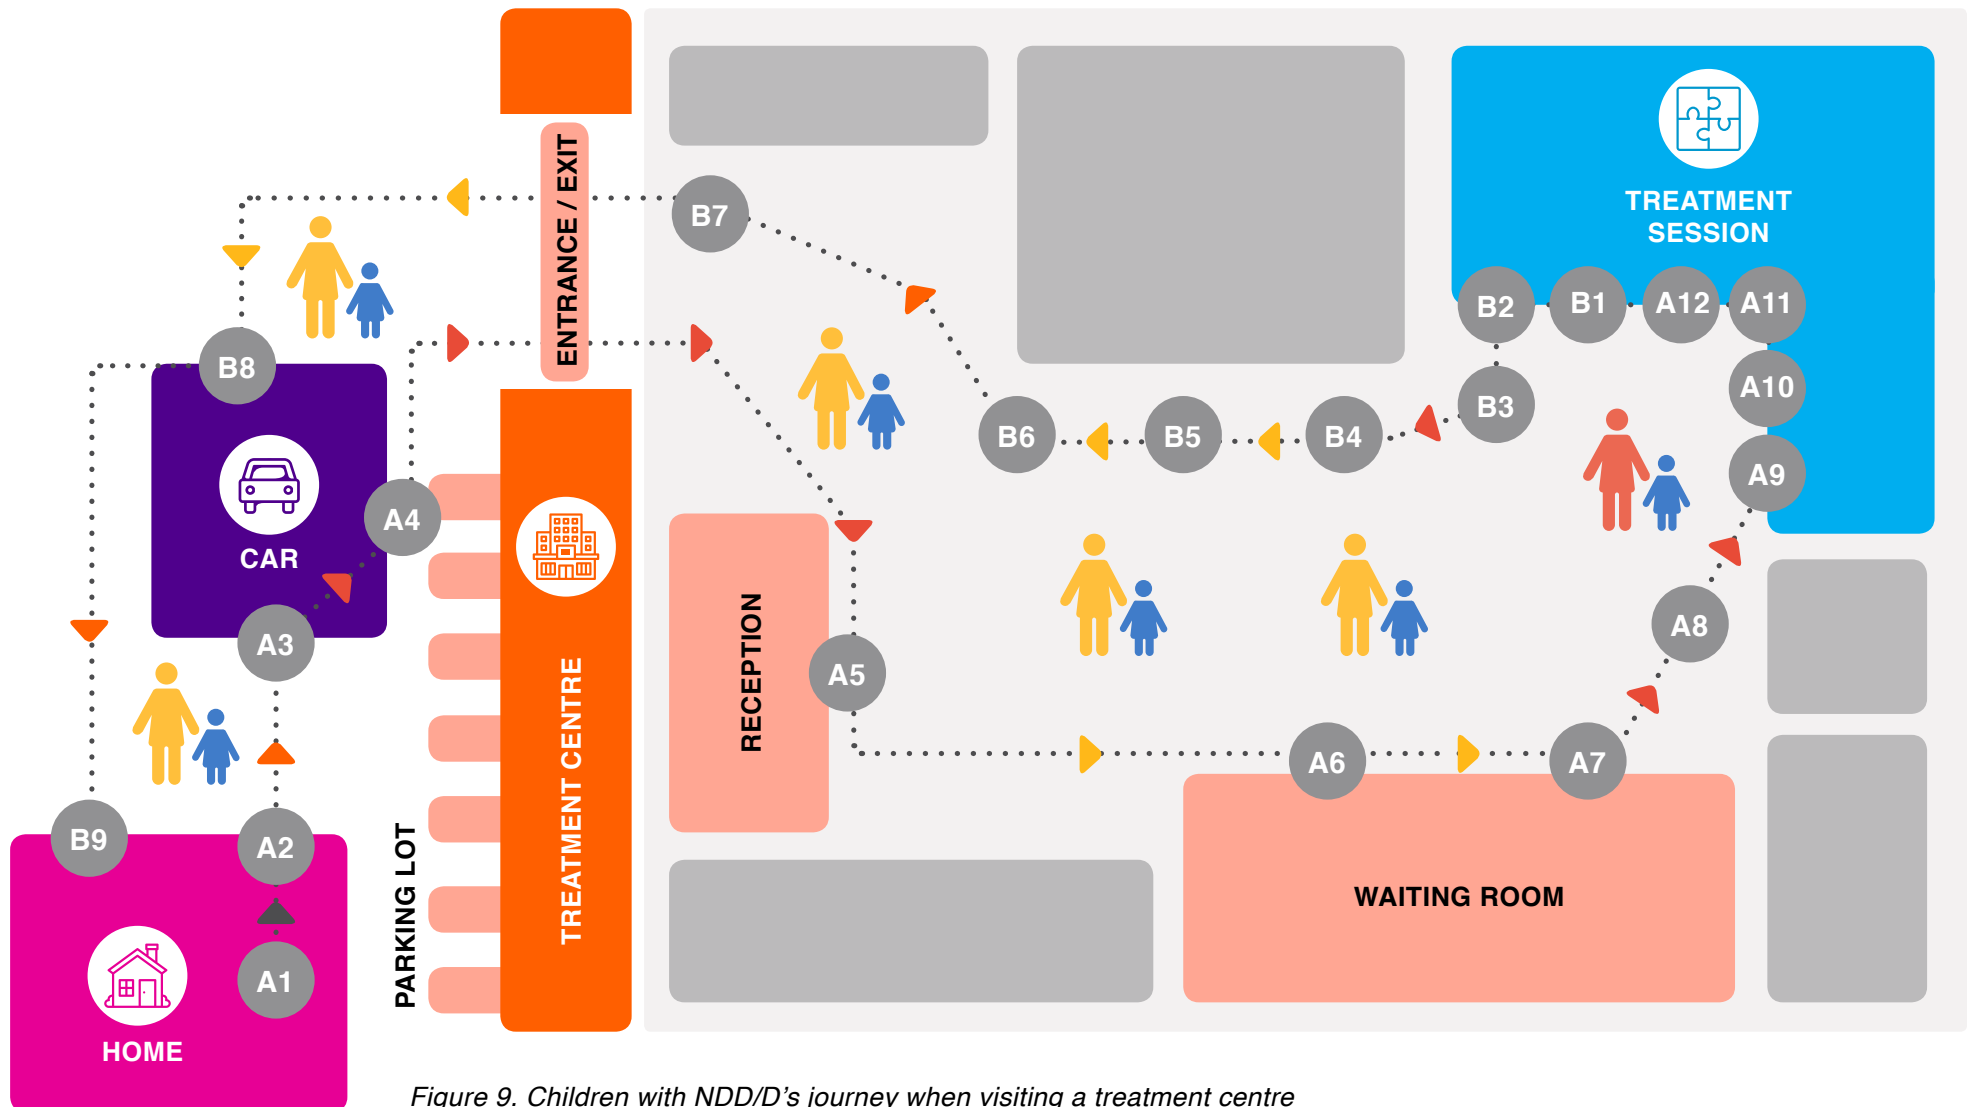 ENTRANCE / EXIT
TREATMENT
SESSION
B7
B8
B2
B1
A12
A11
A10
A9
B3
B4
B5
B6
CAR
A4
A3
TREATMENT CENTRE
PARKING LOT
RECEPTION
A5
A6
A7
A8
WAITING ROOM
B9
A2
A1
HOME
Figure 9. Children with NDD/D's journey when visiting a treatment centre